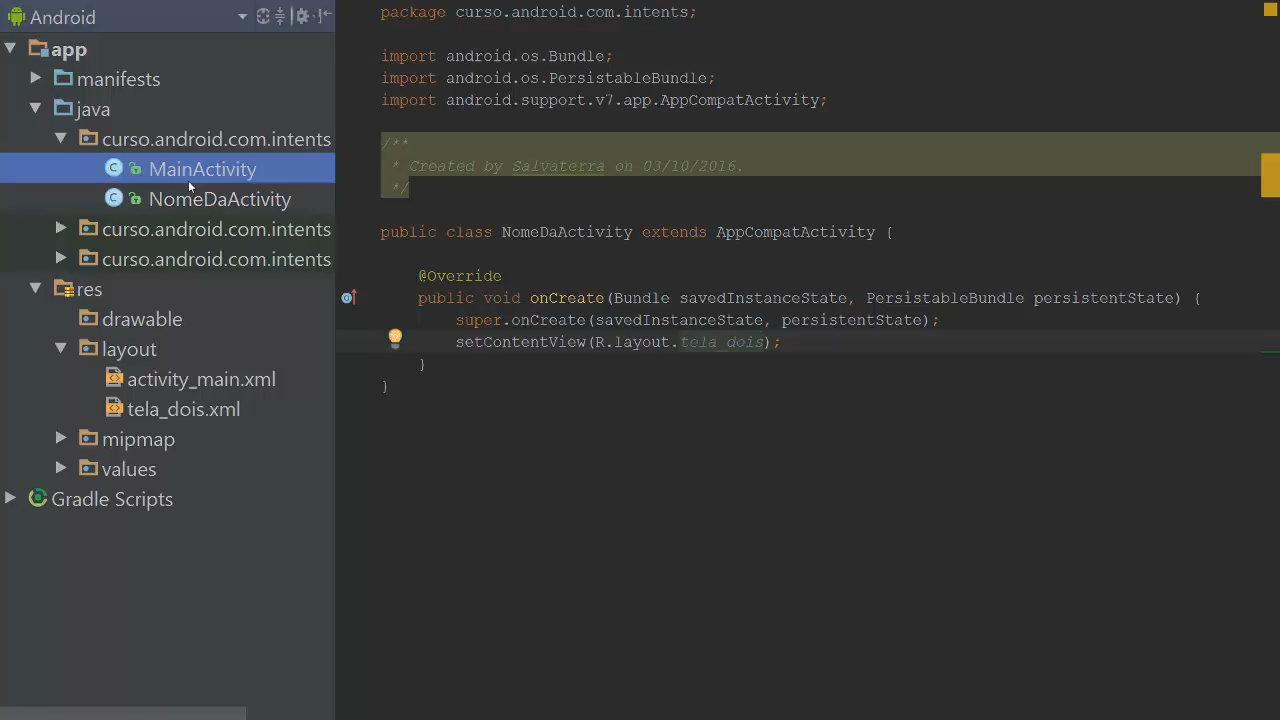 Android
app
manifests
java
curso.android.com.intents
MainActivity
NomeDaActivity
curso.android.com.intents
curso.android.com.intents
res
drawable
layout
activity_main.xml
tela_dois.xml
mipmap
values
Gradle Scripts
package curso.android.com.intents;
import android.os.Bundle;
import android.os.PersistableBundle;
import android.support.v7.app.AppCompatActivity;
/**
* Created by Salvaterra on 03/10/2016.
*/
public class NomeDaActivity extends AppCompatActivity {
@Override
public void onCreate(Bundle savedInstanceState, PersistableBundle persistentState) {
super.onCreate(savedInstanceState, persistentState);
setContentView(R.layout.tela_dois);
}
}